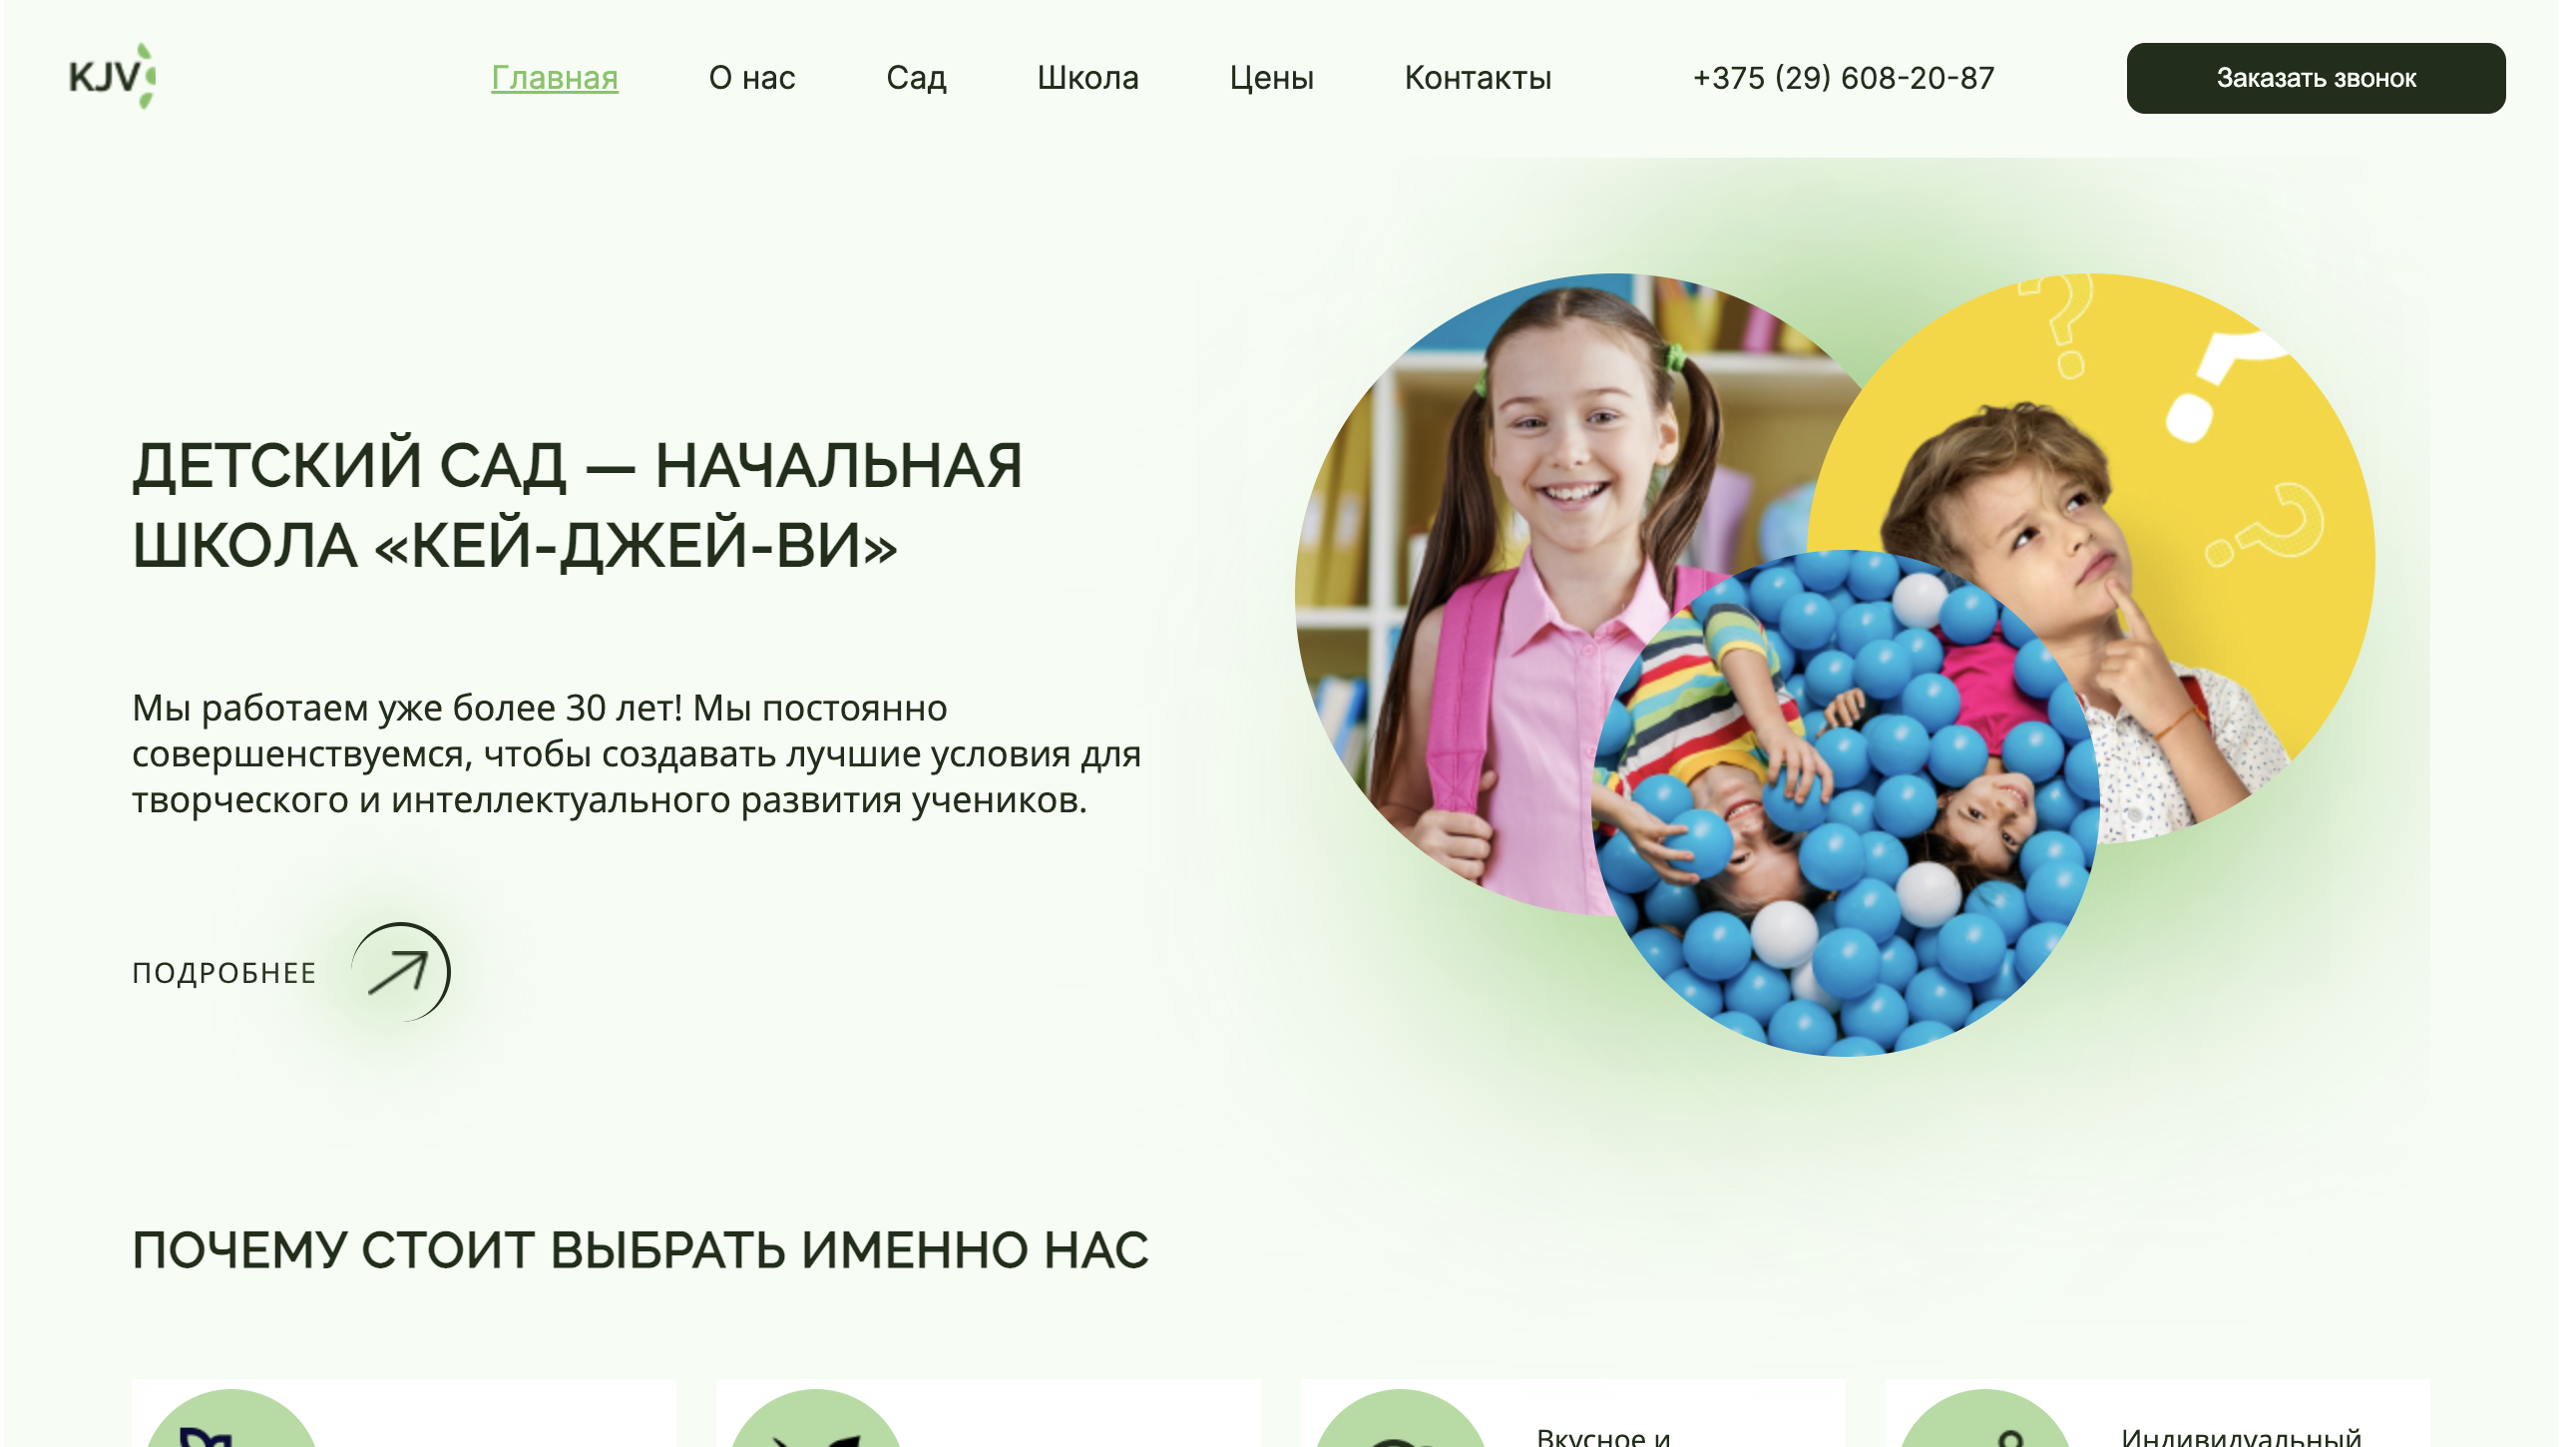 KJV
Главная
О нас
Сад
Школа
Цены
Контакты
+375 (29) 608-20-87
Заказать звонок
ДЕТСКИЙ САД — НАЧАЛЬНАЯ
ШКОЛА «КЕЙ-ДЖЕЙ-ВИ»
Мы работаем уже более 30 лет! Мы постоянно
совершенствуемся, чтобы создавать лучшие условия для
творческого и интеллектуального развития учеников.
ПОДРОБНЕЕ
ПОЧЕМУ СТОИТ ВЫБРАТЬ ИМЕННО НАС
Вкусное и
Индивидуальный